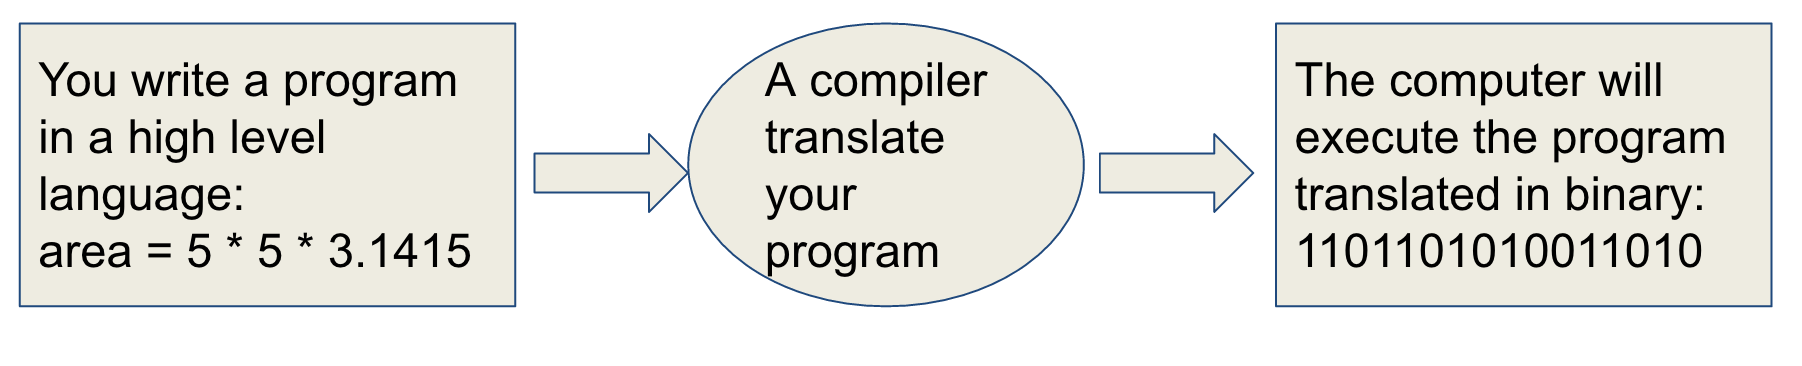 You write a program
in a high level
language:
area = 5 * 5 * 3.1415
A compiler
translate
your
program
The computer will
execute the program
translated in binary:
1101101010011010